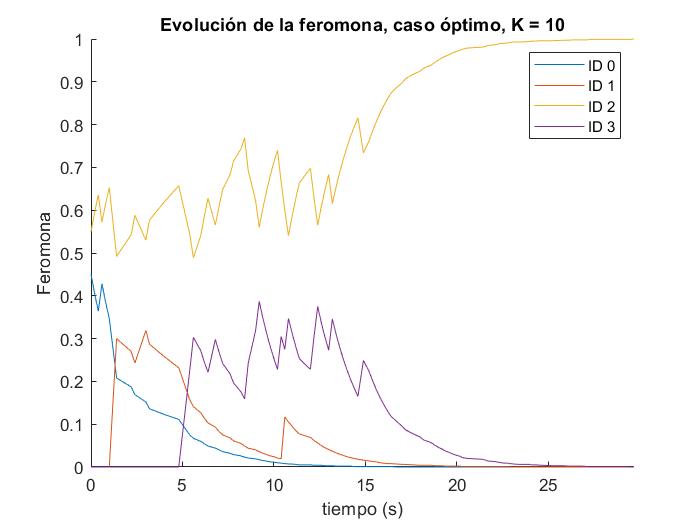 Evolución de la feromona, caso óptimo, K = 10
1
0.9
0.8
0.7
0.6
0.5
0.4
0.3
0.2
0.1
0
Feromona
ID 0
ID 1
ID 2
ID 3
0 5 10 15 20 25
tiempo (s)